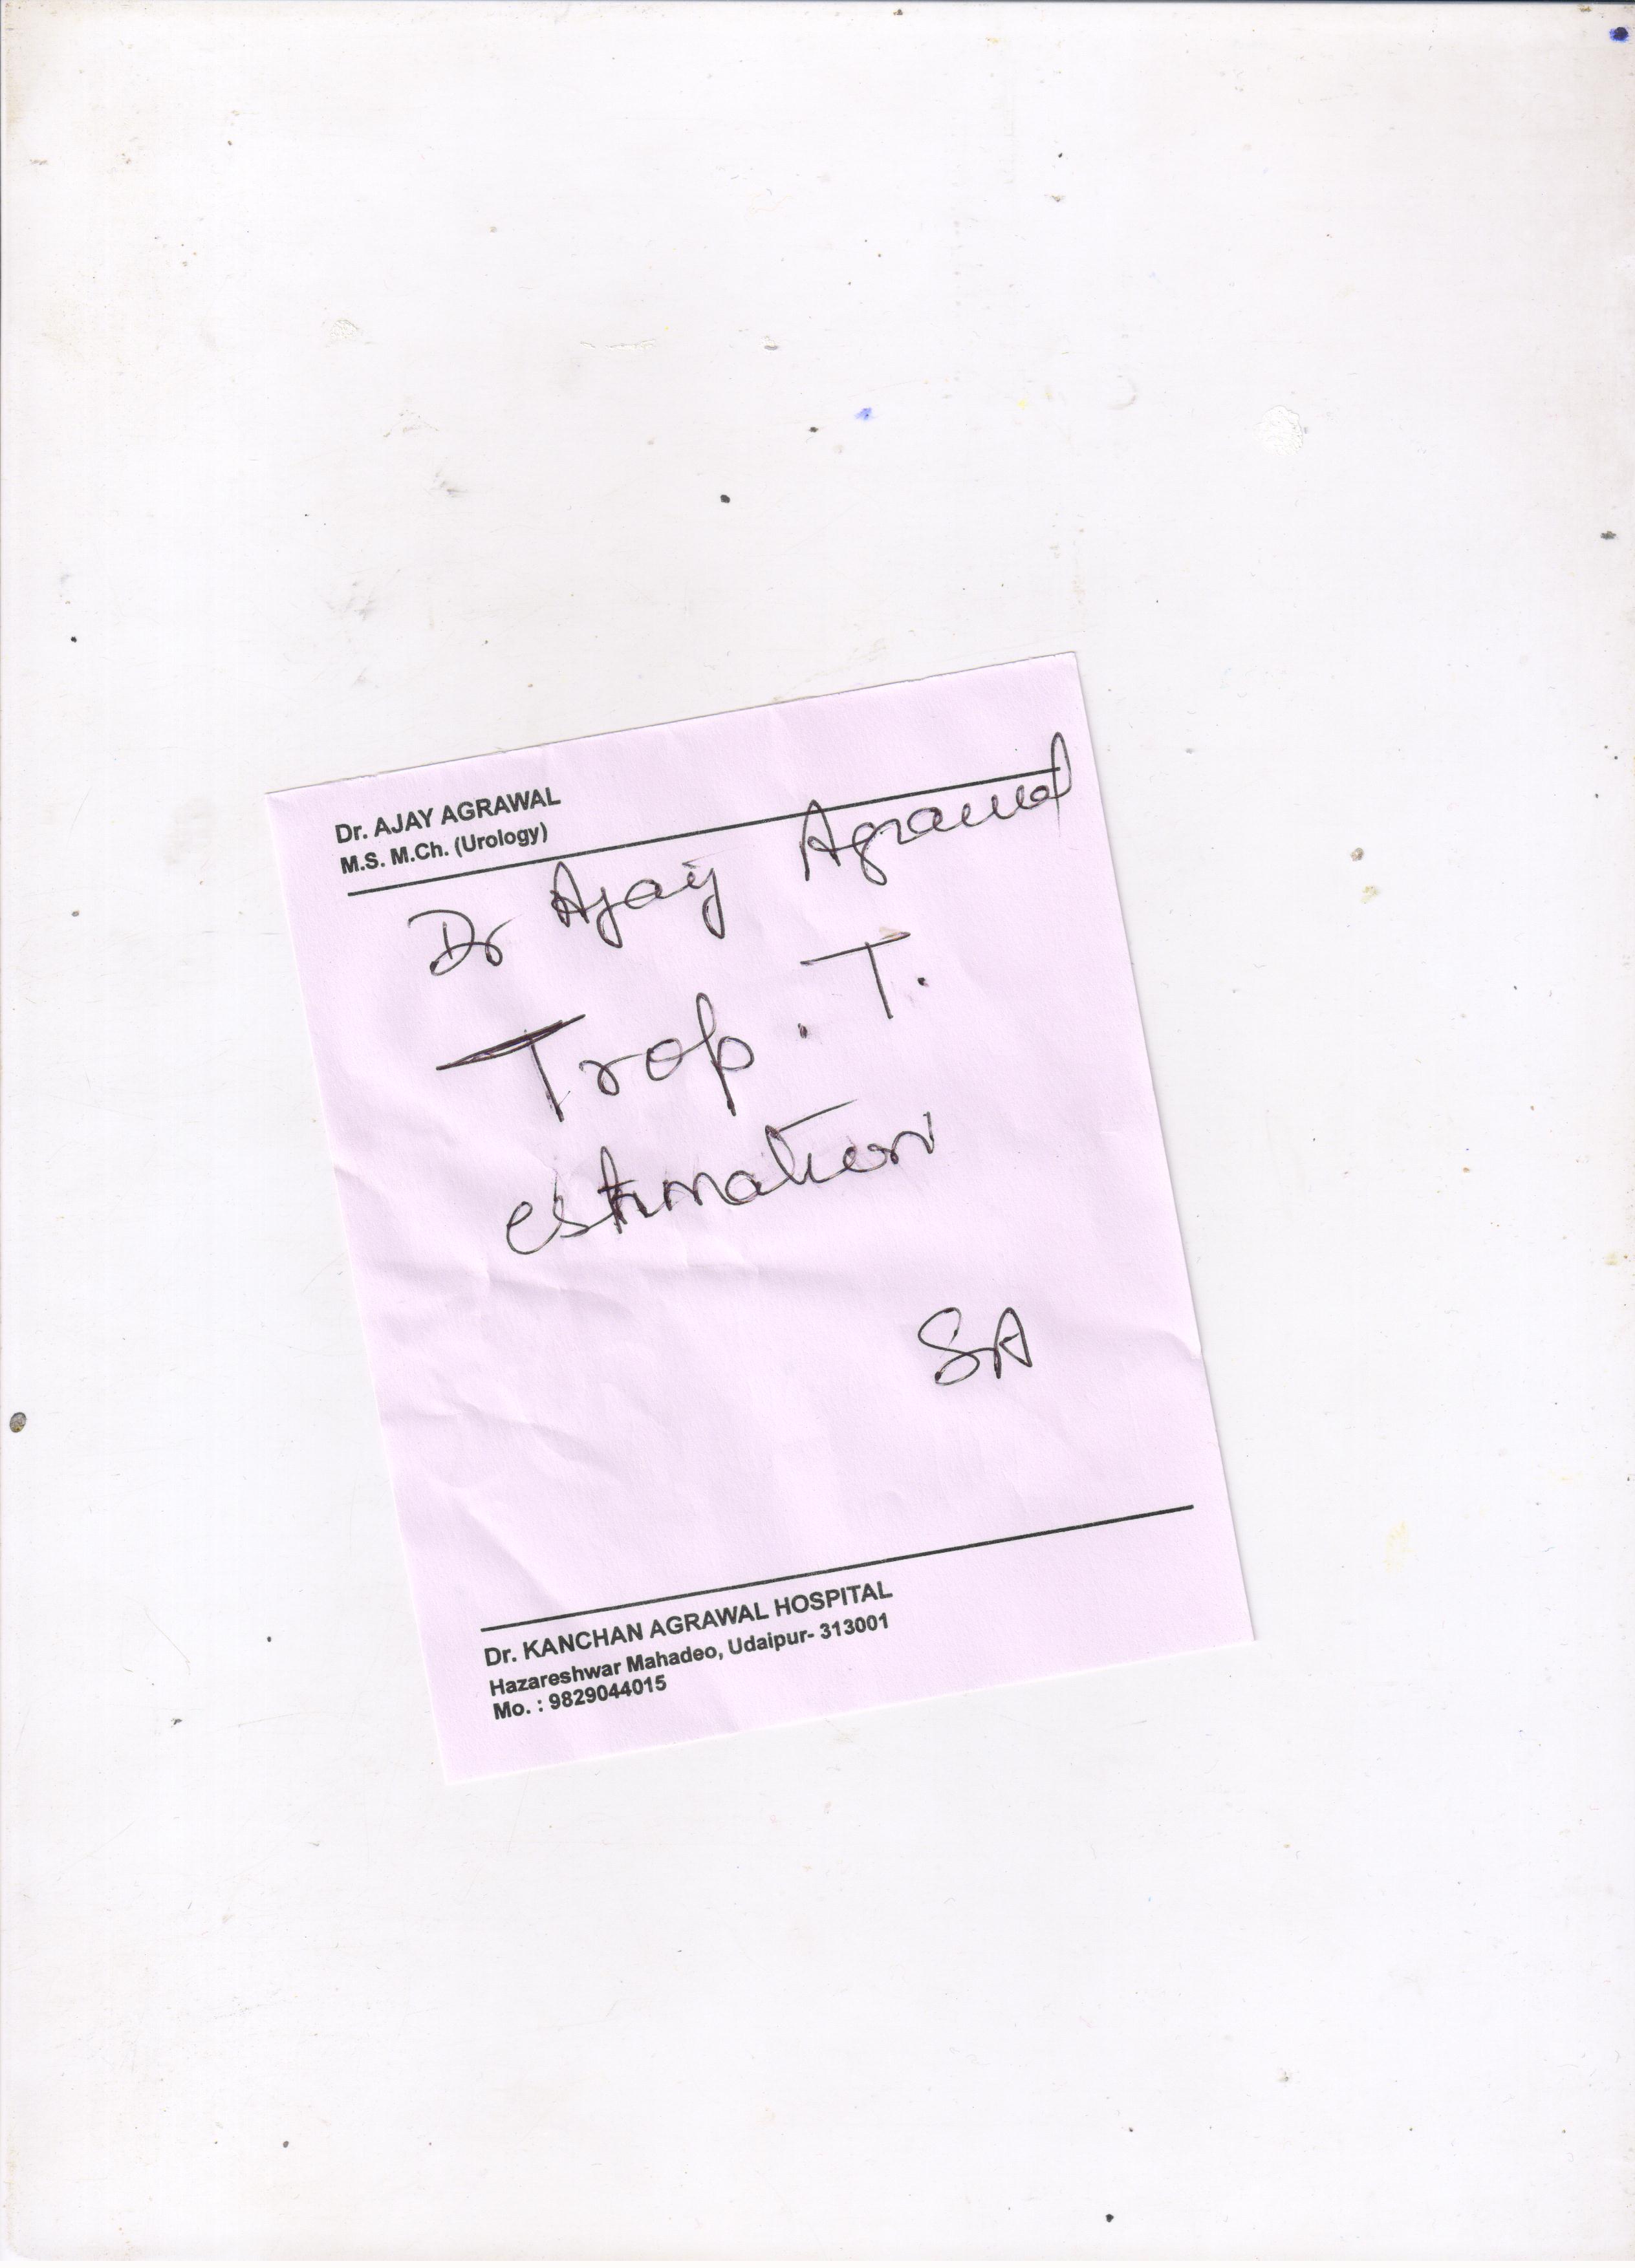 Dr. AJAY AGRAWAL
M.S. M.Ch. (Urology)
Dr Ajay Agrawal
Trop. T.
estimation
SA
Dr. KANCHAN AGRAWAL HOSPITAL
Hazareshwar Mahadeo, Udaipur- 313001
Mo. : 9829044015